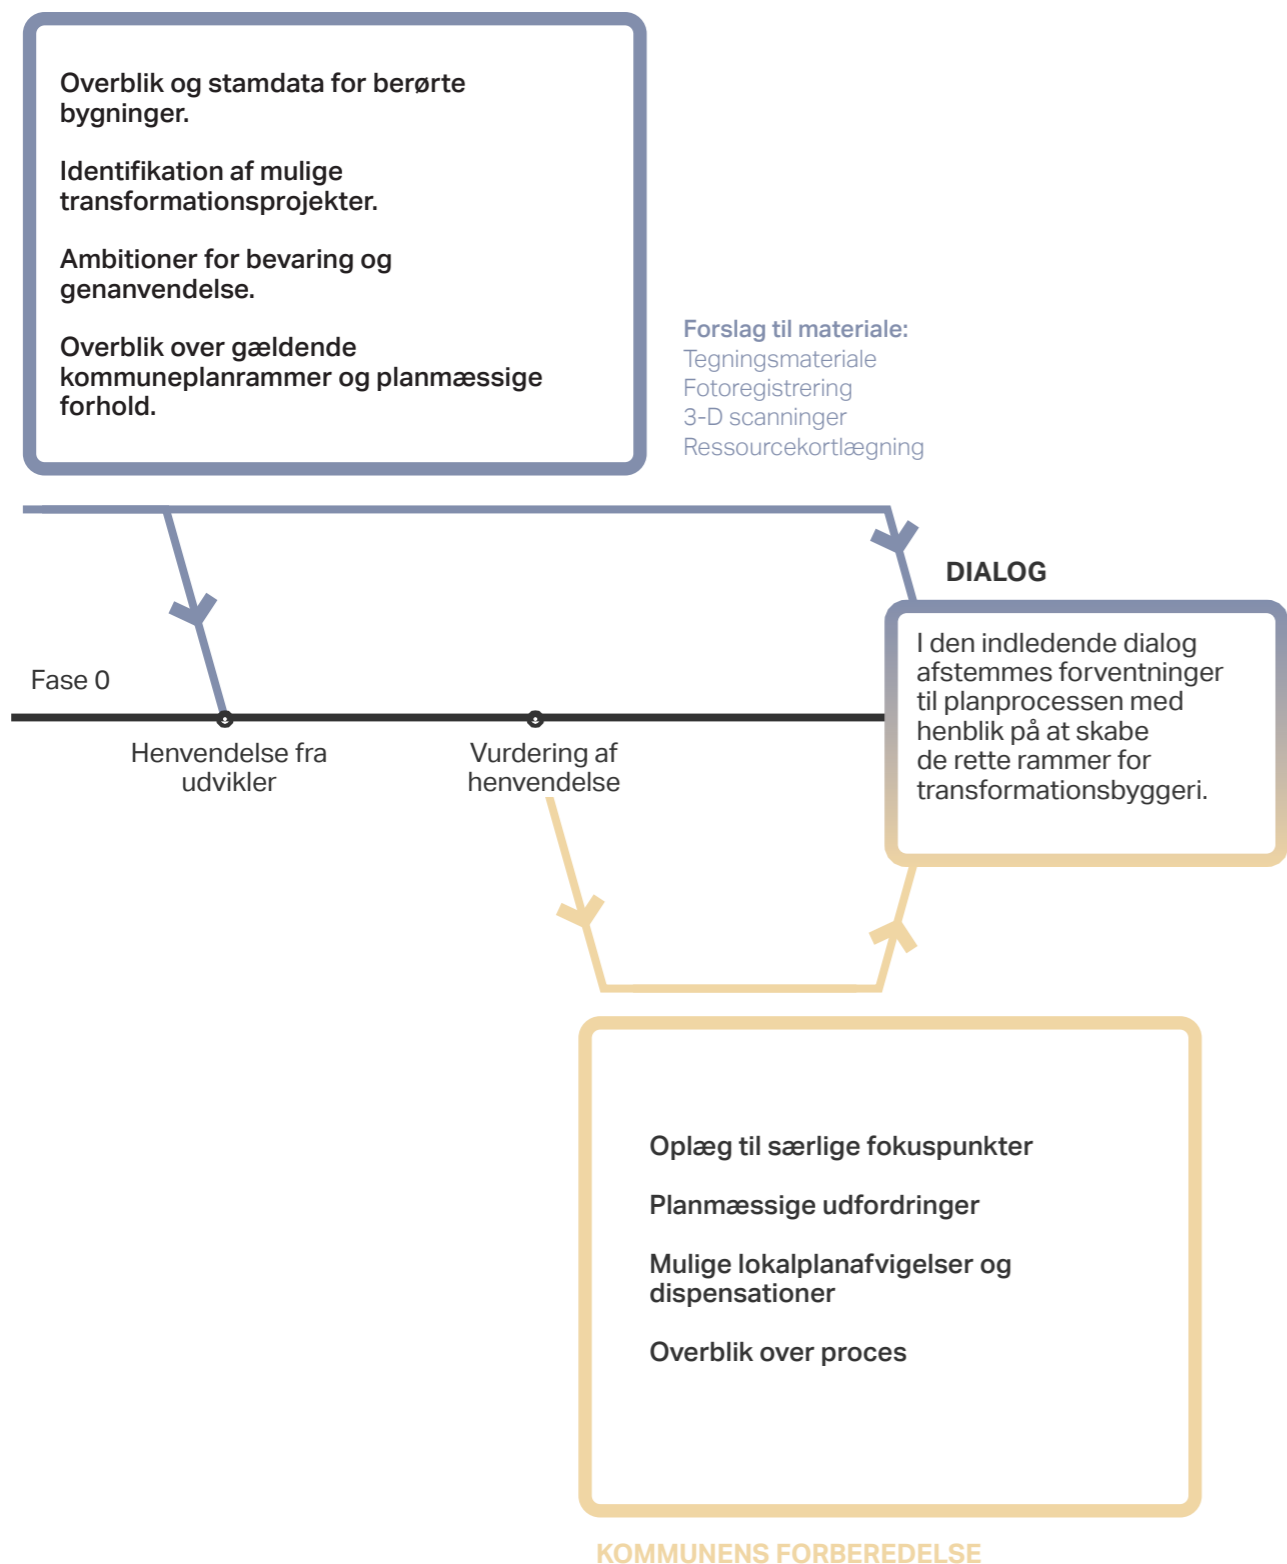 Overblik og stamdata for berørte
bygninger.
Identifikation af mulige
transformationsprojekter.
Ambitioner for bevaring og
genanvendelse.
Overblik over gældende
kommuneplanrammer og planmæssige
forhold.
Forslag til materiale:
Tegningsmateriale
Fotoregistrering
3-D scanninger
Ressourcekortlægning
DIALOG
I den indledende dialog
afstemmes forventninger
til planprocessen med
henblik på at skabe
de rette rammer for
transformationsbyggeri.
Fase 0
Henvendelse fra
udvikler
Vurdering af
henvendelse
Oplæg til særlige fokuspunkter
Planmæssige udfordringer
Mulige lokalplanafvigelser og
dispensationer
Overblik over proces
KOMMUNENS FORBEREDELSE